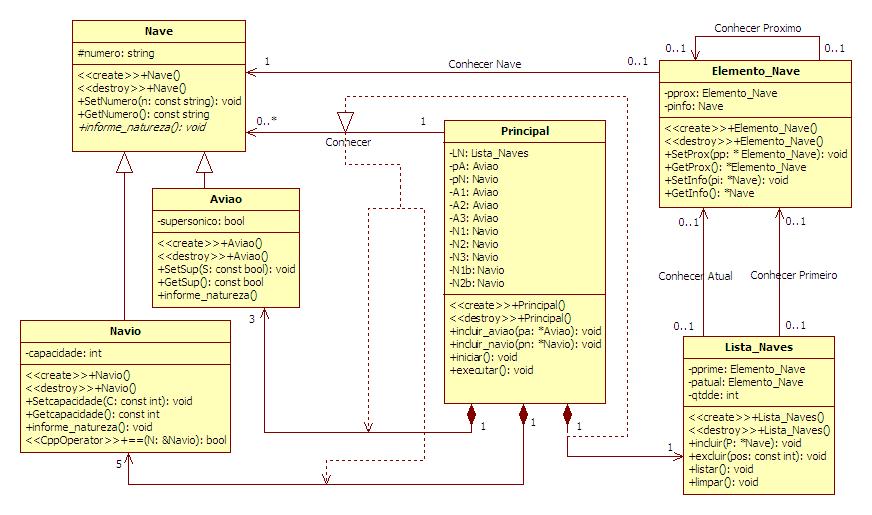 Nave
#numero: string
<<create>>+Nave()
<<destroy>>+Nave()
+SetNumero(n: const string): void
+GetNumero(): const string
+informe_natureza(): void
1
Conhecer Nave
0..1
Conhecer Proximo
0..1
0..1
Elemento_Nave
-pprox: Elemento_Nave
-pinfo: Nave
<<create>>+Elemento_Nave()
<<destroy>>+Elemento_Nave()
+SetProx(pp: * Elemento_Nave): void
+GetProx(): *Elemento_Nave
+SetInfo(pi: *Nave): void
+GetInfo(): *Nave
0..*
Conhecer
1
Principal
-LN: Lista_Naves
-pA: Aviao
-pN: Navio
-A1: Aviao
-A2: Aviao
-A3: Aviao
-N1: Navio
-N2: Navio
-N3: Navio
-N1b: Navio
-N2b: Navio
<<create>>+Principal()
<<destroy>>+Principal()
+incluir_aviao(pa: *Aviao): void
+incluir_navio(pn: *Navio): void
+iniciar(): void
+executar(): void
Aviao
-supersonico: bool
<<create>>+Aviao()
<<destroy>>+Aviao()
+SetSup(S: const bool): void
+GetSup(): const bool
+informe_natureza()
3
Navio
-capacidade: int
<<create>>+Navio()
<<destroy>>+Navio()
+Setcapacidade(C: const int): void
+Getcapacidade(): const int
+informe_natureza(): void
<<CppOperator>>+==(N: &Navio): bool
5
1
1
1
1
0..1
0..1
Conhecer Atual
Conhecer Primeiro
0..1
0..1
Lista_Naves
-pprime: Elemento_Nave
-patual: Elemento_Nave
-qtdde: int
<<create>>+Lista_Naves()
<<destroy>>+Lista_Naves()
+incluir(P: *Nave): void
+excluir(pos: const int): void
+listar(): void
+limpar(): void